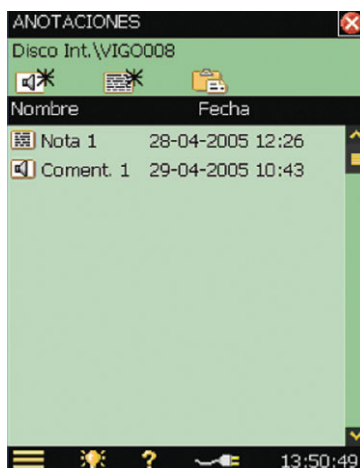 ANOTACIONES
Disco Int.\VIGO008
Nombre Fecha
Nota 1 28-04-2005 12:26
Coment. 1 29-04-2005 10:43
? 13:50:49